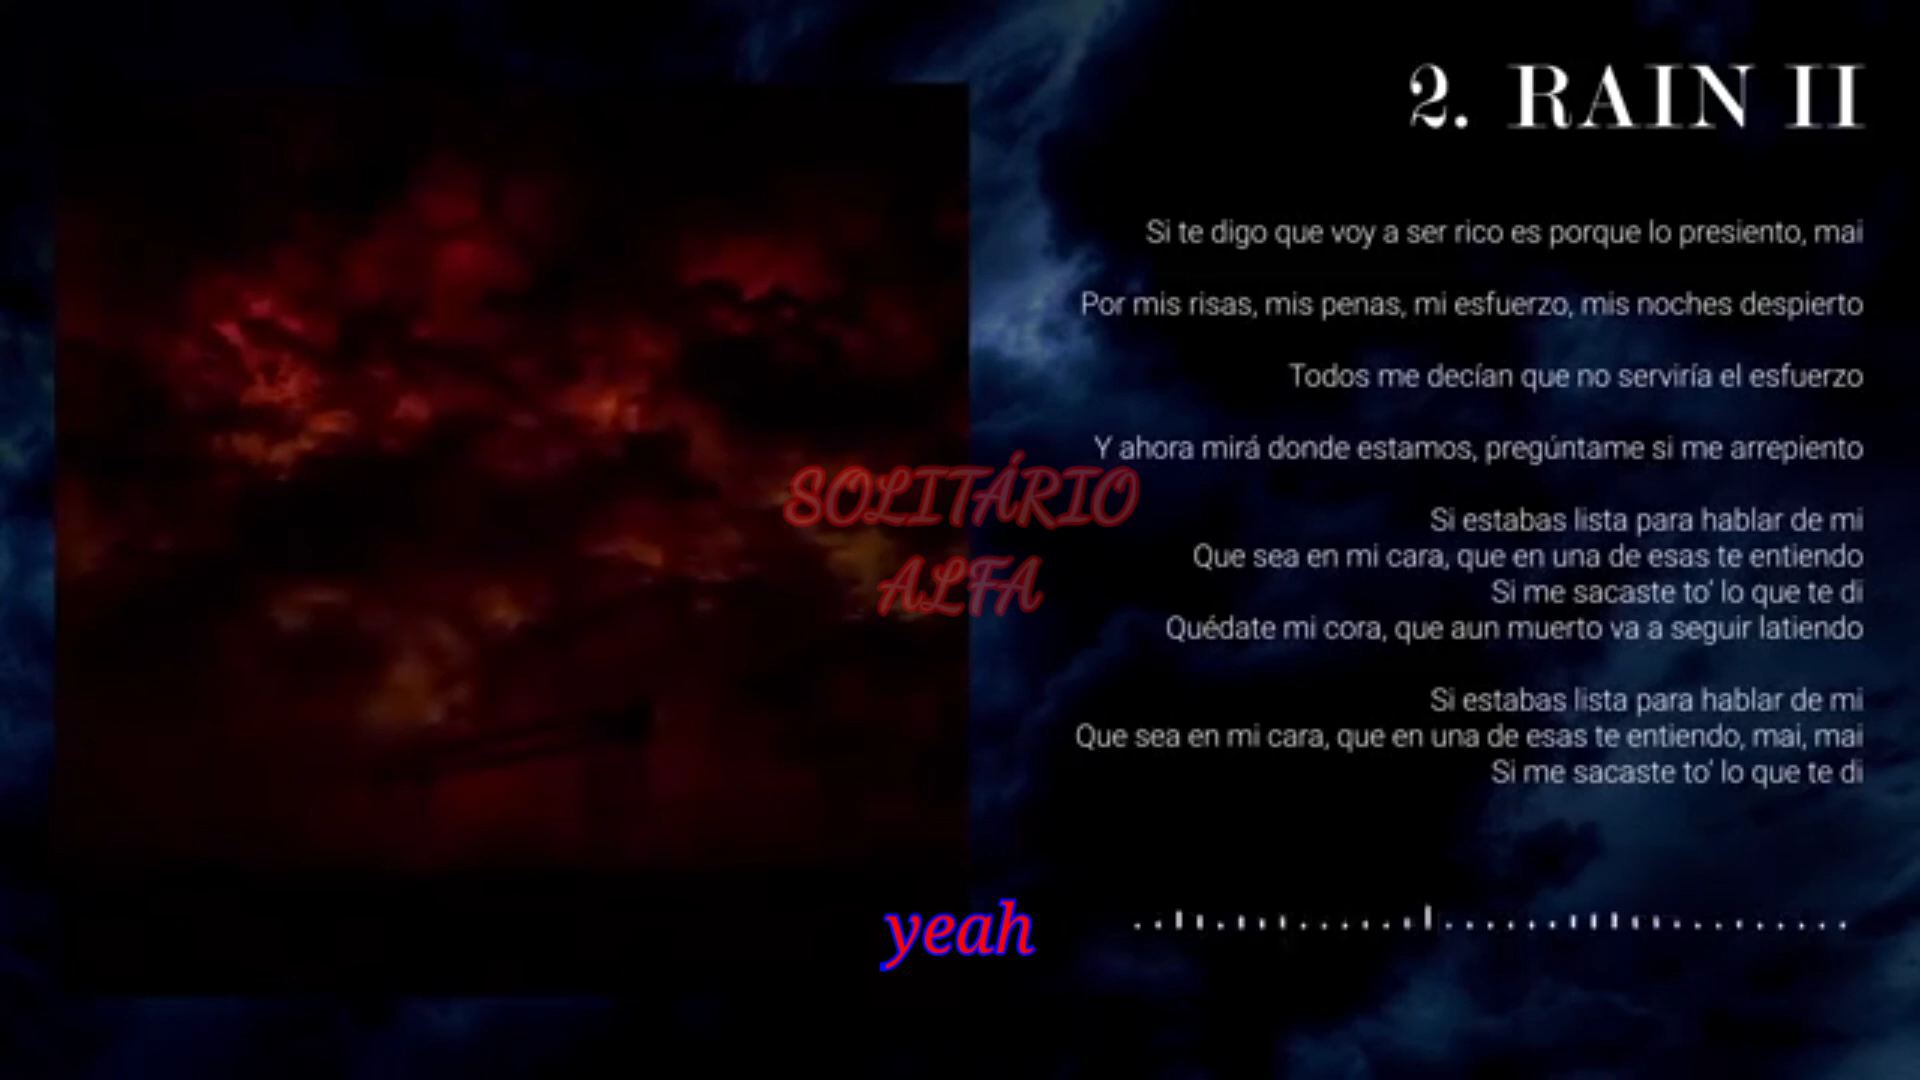 2. RAIN II
Si te digo que voy a ser rico es porque lo presiento, mai
Por mis risas, mis penas, mi esfuerzo, mis noches despierto
Todos me decían que no serviría el esfuerzo
Y ahora mirá donde estamos, pregúntame si me arrepiento
Si estabas lista para hablar de mi
Que sea en mi cara, que en una de esas te entiendo
Si me sacaste to' lo que te di
Quédate mi cora, que aun muerto va a seguir latiendo
Si estabas lista para hablar de mi
Que sea en mi cara, que en una de esas te entiendo, mai, mai
Si me sacaste to' lo que te di
SOLITÁRIO
ALFA
yeah